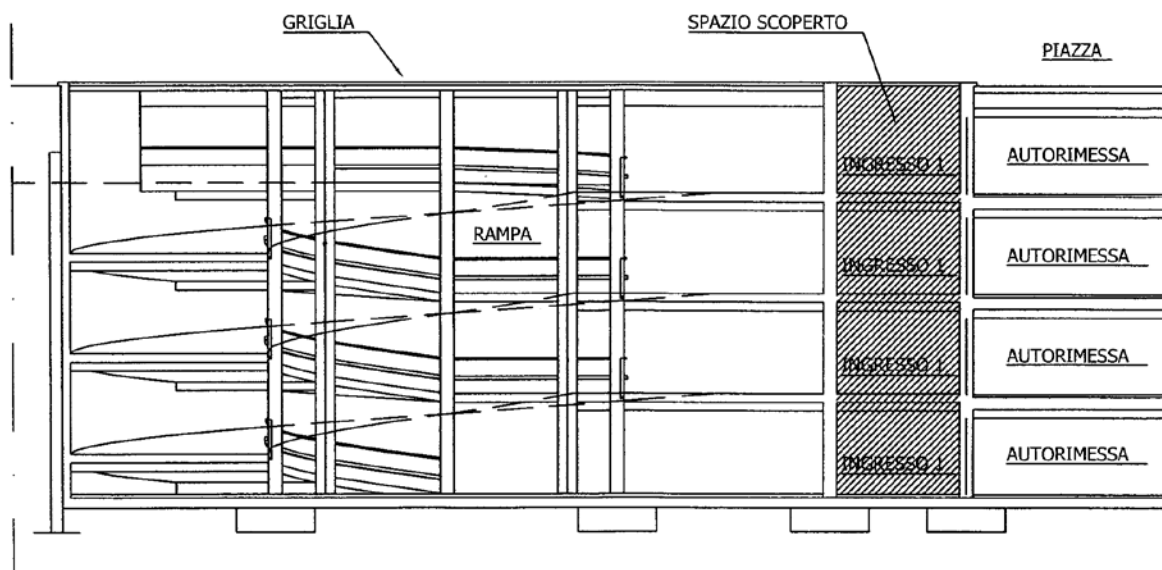 GRIGLIA
SPAZIO SCOPERTO
PIAZZA
INGRESSO 1
AUTORIMESSA
RAMPA
INGRESSO 1
AUTORIMESSA
INGRESSO 1
AUTORIMESSA
INGRESSO 1
AUTORIMESSA